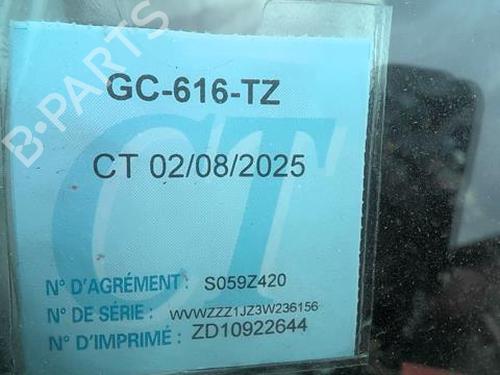 B-PARTS
GC-616-TZ
CT
CT 02/08/2025
N° D'AGRÉMENT : S059Z420
N° DE SÉRIE : WVWZZZ1JZ3W236156
N° D'IMPRIMÉ : ZD10922644